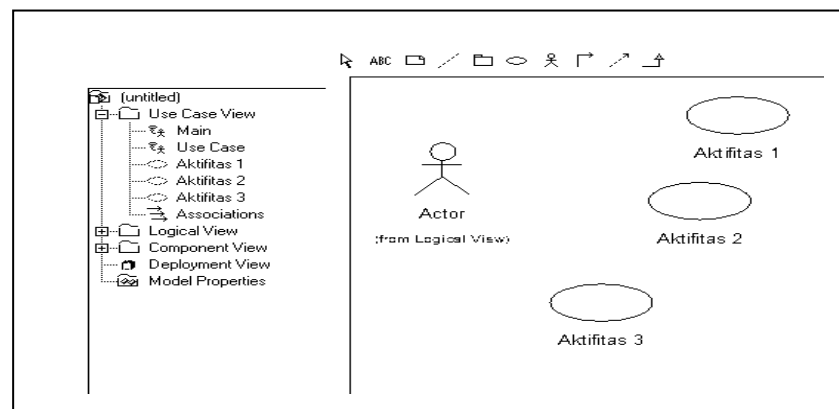 ABC
(untitled)
Use Case View
Main
Use Case
Aktifitas 1
Aktifitas 2
Aktifitas 3
Associations
Logical View
Component View
Deployment View
Model Properties
Actor
(from Logical View)
Aktifitas 1
Aktifitas 2
Aktifitas 3